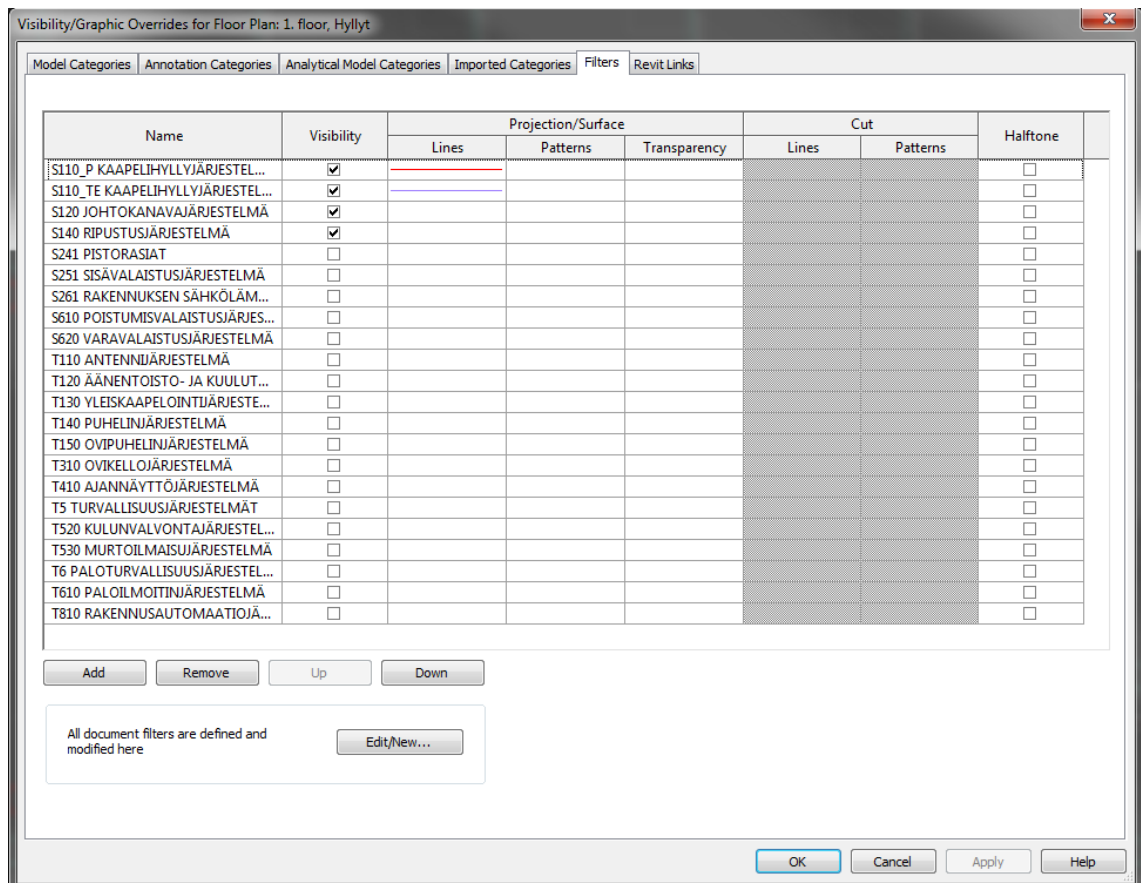 Visibility/Graphic Overrides for Floor Plan: 1. floor, Hyllyt
Model Categories Annotation Categories Analytical Model Categories Imported Categories Filters Revit Links
Name Visibility Projection/Surface Cut Halftone
Lines Patterns Transparency Lines Patterns
S110_P KAAPELIHYLLYJÄRJESTEL...
S110_TE KAAPELIHYLLYJÄRJESTEL...
S120 JOHTOKANAVAJÄRJESTELMÄ
S140 RIPUSTUSJÄRJESTELMÄ
S241 PISTORASIAT
S251 SISÄVALAISTUSJÄRJESTELMÄ
S261 RAKENNUKSEN SÄHKÖLÄM...
S610 POISTUMISVALAISTUSJÄRJES...
S620 VARAVALAISTUSJÄRJESTELMÄ
T110 ANTENNIJÄRJESTELMÄ
T120 ÄÄNENTOISTO- JA KUULUT...
T130 YLEISKAAPELOINTIJÄRJESTE...
T140 PUHELINJÄRJESTELMÄ
T150 OVIPUHELINJÄRJESTELMÄ
T310 OVIKELLOJÄRJESTELMÄ
T410 AJANNÄYTTÖJÄRJESTELMÄ
T5 TURVALLISUUSJÄRJESTELMÄT
T520 KULUNVALVONTAJÄRJESTEL...
T530 MURTOILMAISUJÄRJESTELMÄ
T6 PALOTURVALLISUUSJÄRJESTEL...
T610 PALOILMOITINJÄRJESTELMÄ
T810 RAKENNUSAUTOMAATIOJÄ...
Add Remove Up Down
All document filters are defined and
modified here
Edit/New...
OK Cancel Apply Help